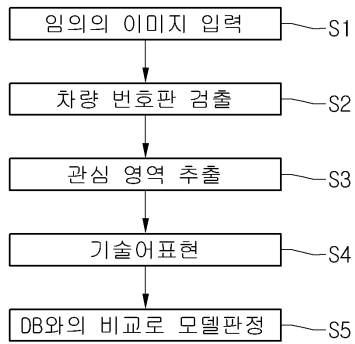 임의의 이미지 입력
S1
차량 번호판 검출
S2
관심 영역 추출
S3
기술어표현
S4
DB와의 비교로 모델판정
S5